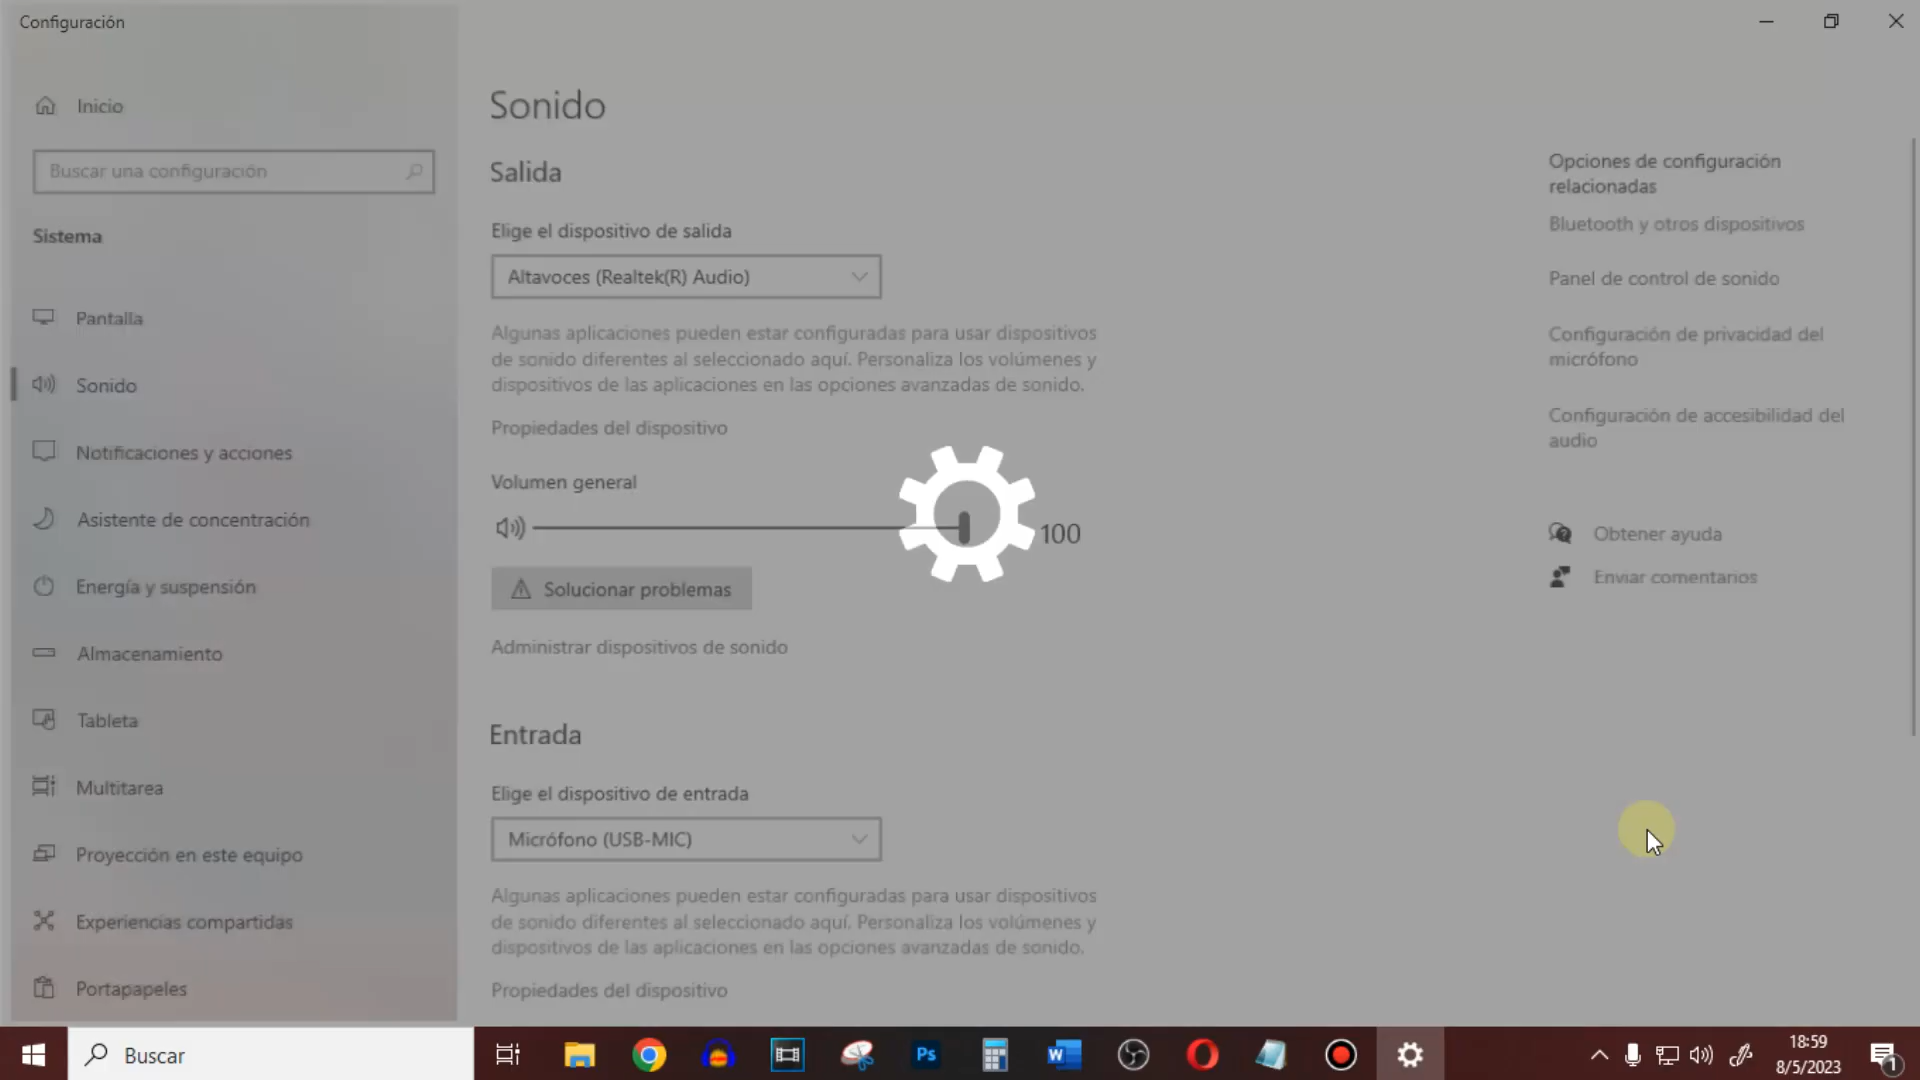 Configuración
Inicio
Buscar una configuración
Sistema
Pantalla
Sonido
Notificaciones y acciones
Asistente de concentración
Energía y suspensión
Almacenamiento
Tableta
Multitarea
Proyección en este equipo
Experiencias compartidas
Portapapeles
Sonido
Salida
Elige el dispositivo de salida
Altavoces (Realtek(R) Audio)
Algunas aplicaciones pueden estar configuradas para usar dispositivos
de sonido diferentes al seleccionado aquí. Personaliza los volúmenes y
dispositivos de las aplicaciones en las opciones avanzadas de sonido.
Propiedades del dispositivo
Volumen general
100
Solucionar problemas
Administrar dispositivos de sonido
Entrada
Elige el dispositivo de entrada
Micrófono (USB-MIC)
Algunas aplicaciones pueden estar configuradas para usar dispositivos
de sonido diferentes al seleccionado aquí. Personaliza los volúmenes y
dispositivos de las aplicaciones en las opciones avanzadas de sonido.
Propiedades del dispositivo
Opciones de configuración
relacionadas
Bluetooth y otros dispositivos
Panel de control de sonido
Configuración de privacidad del
micrófono
Configuración de accesibilidad del
audio
Obtener ayuda
Enviar comentarios
Buscar
Ps
W
18:59
8/5/2023
1